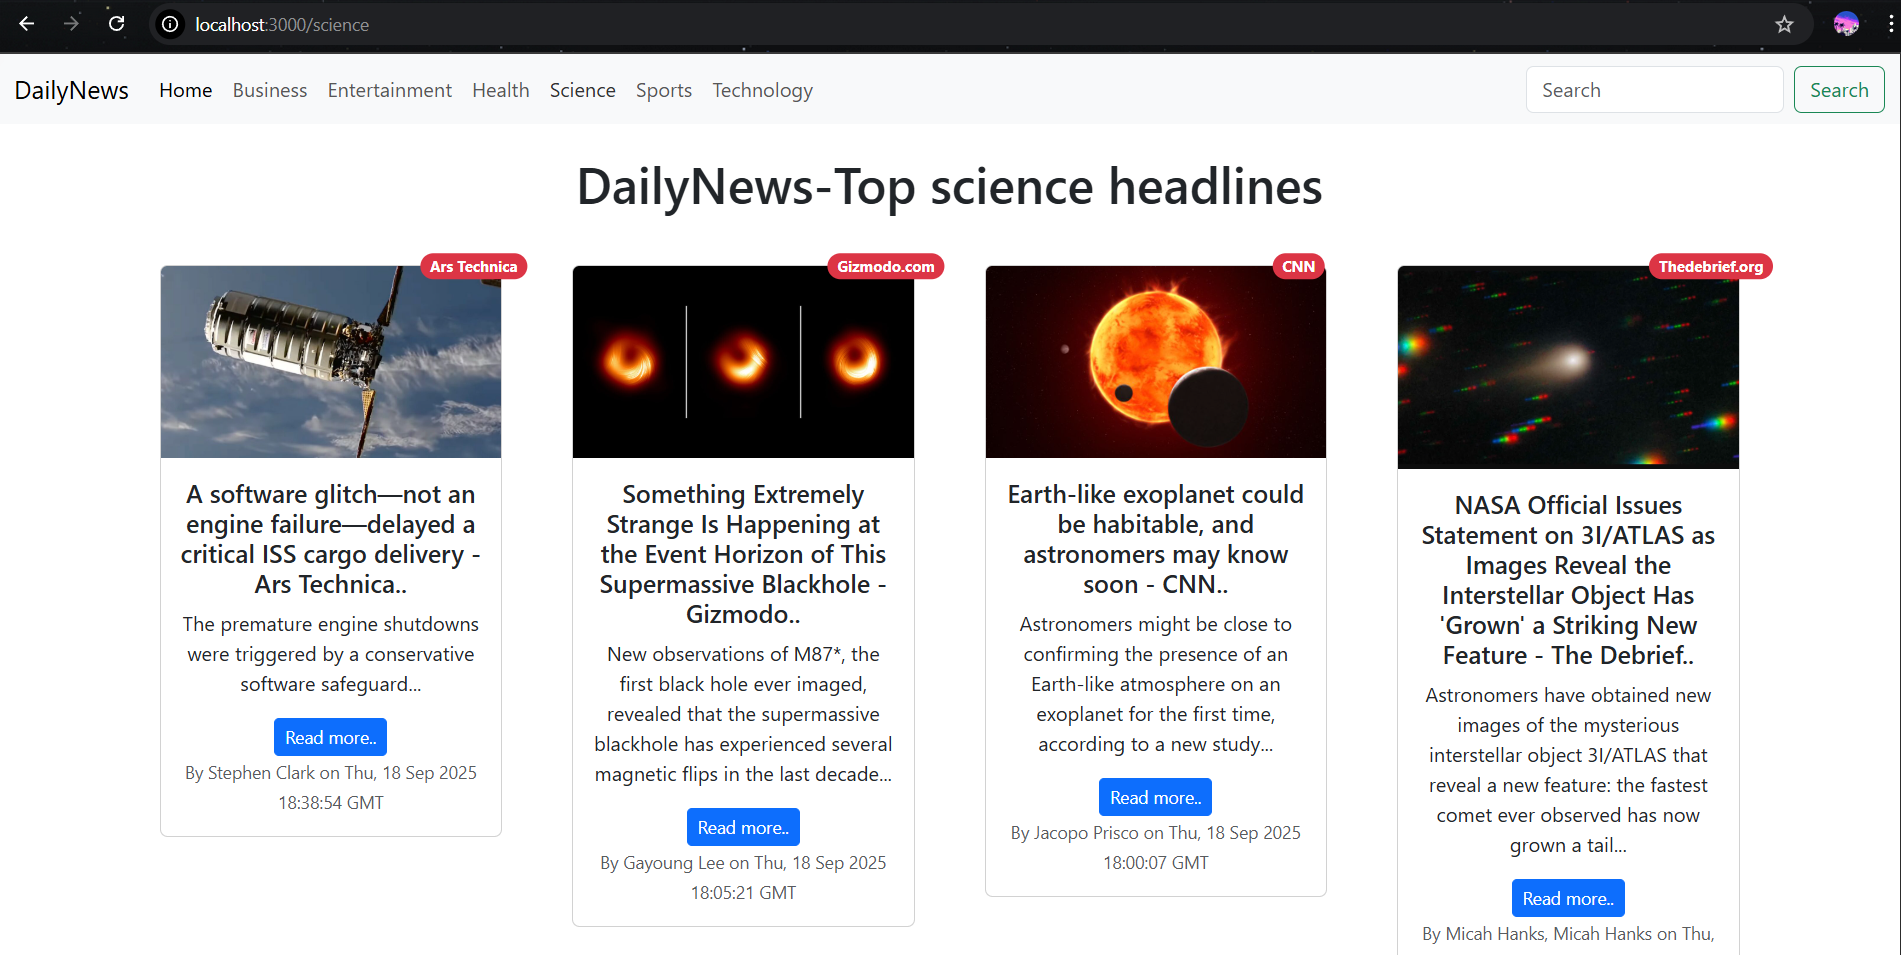 localhost:3000/science
DailyNews Home Business Entertainment Health Science Sports Technology Search Search
DailyNews-Top science headlines
Ars Technica
A software glitch—not an
engine failure—delayed a
critical ISS cargo delivery -
Ars Technica..
The premature engine shutdowns
were triggered by a conservative
software safeguard...
Read more..
By Stephen Clark on Thu, 18 Sep 2025
18:38:54 GMT
Gizmodo.com
Something Extremely
Strange Is Happening at
the Event Horizon of This
Supermassive Blackhole -
Gizmodo..
New observations of M87*, the
first black hole ever imaged,
revealed that the supermassive
blackhole has experienced several
magnetic flips in the last decade...
Read more..
By Gayoung Lee on Thu, 18 Sep 2025
18:05:21 GMT
CNN
Earth-like exoplanet could
be habitable, and
astronomers may know
soon - CNN..
Astronomers might be close to
confirming the presence of an
Earth-like atmosphere on an
exoplanet for the first time,
according to a new study...
Read more..
By Jacopo Prisco on Thu, 18 Sep 2025
18:00:07 GMT
Thedebrief.org
NASA Official Issues
Statement on 3I/ATLAS as
Images Reveal the
Interstellar Object Has
'Grown' a Striking New
Feature - The Debrief..
Astronomers have obtained new
images of the mysterious
interstellar object 3I/ATLAS that
reveal a new feature: the fastest
comet ever observed has now
grown a tail...
Read more..
By Micah Hanks, Micah Hanks on Thu,